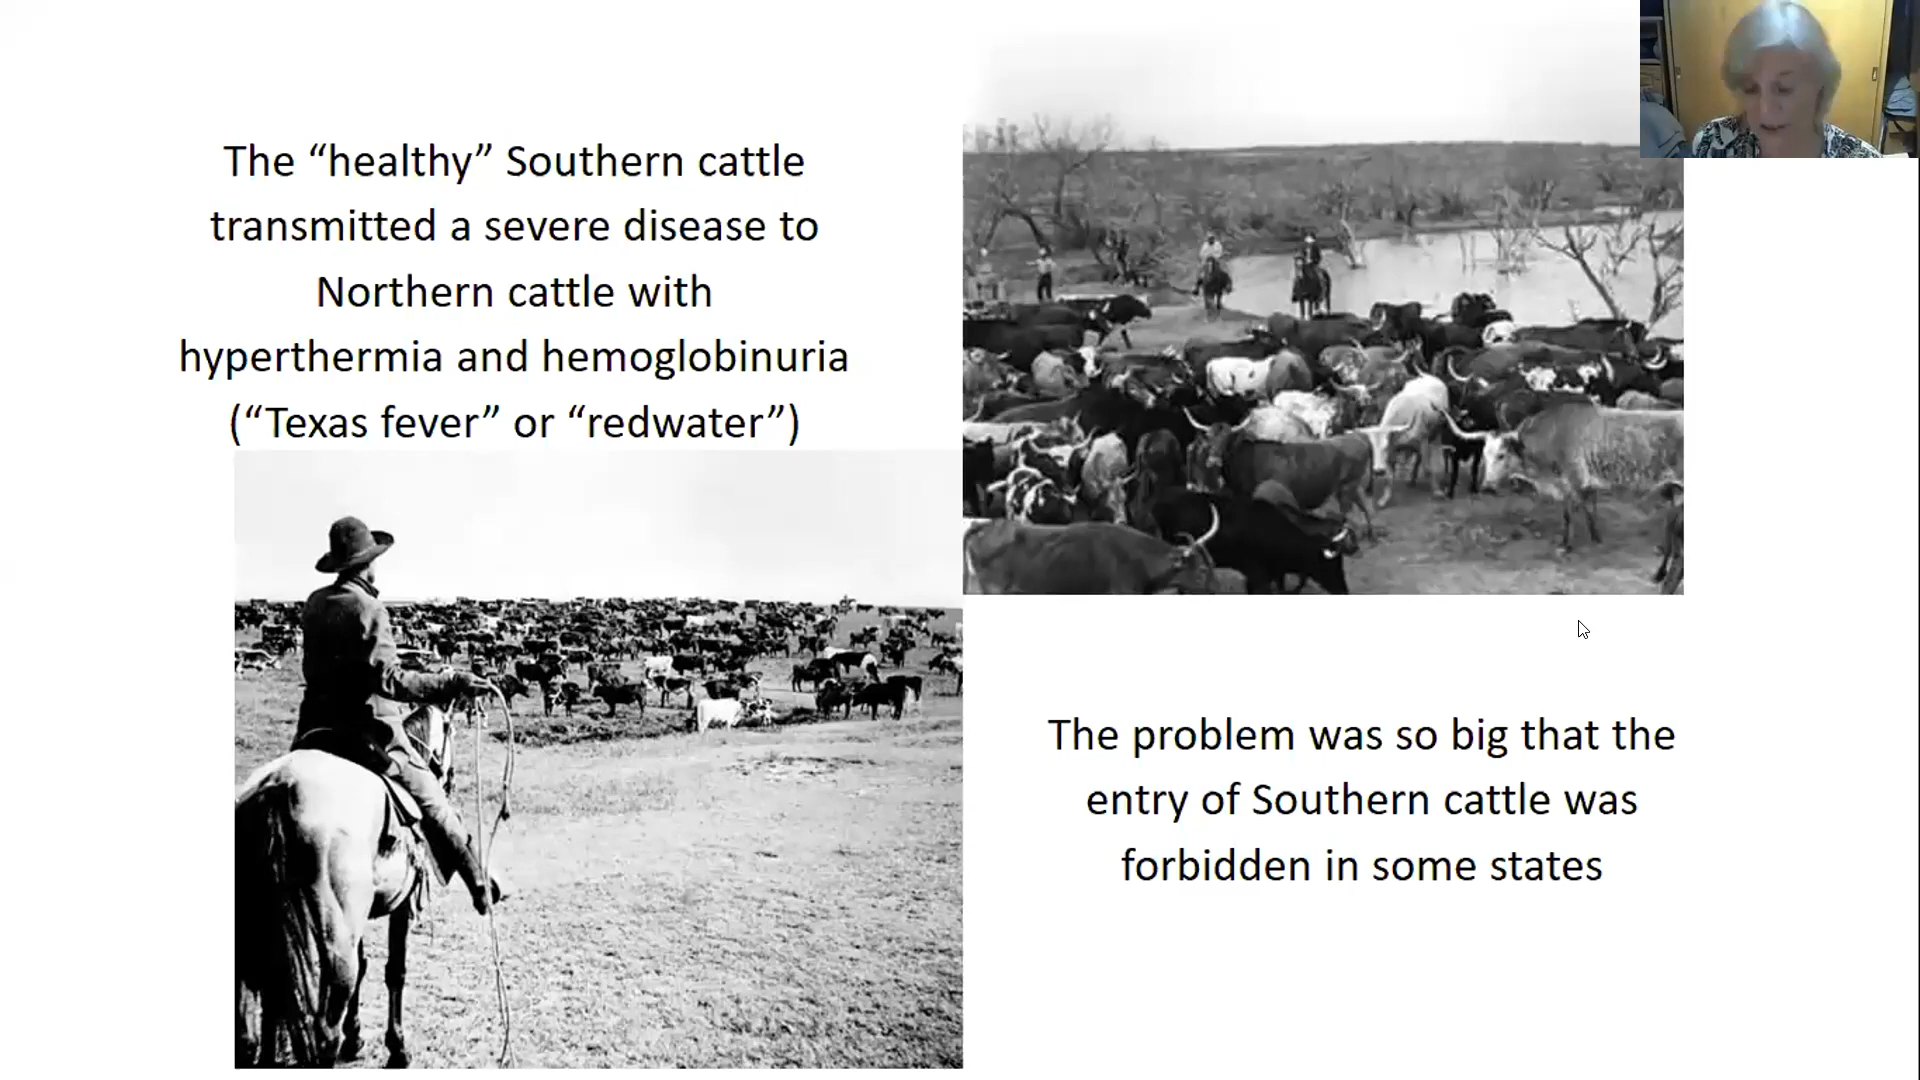 The “healthy” Southern cattle
transmitted a severe disease to
Northern cattle with
hyperthermia and hemoglobinuria
(“Texas fever” or “redwater”)
The problem was so big that the
entry of Southern cattle was
forbidden in some states